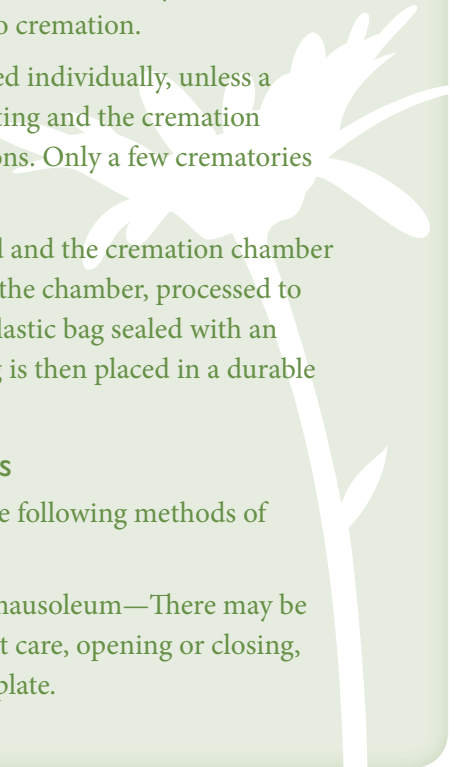 o cremation.
ed individually, unless a
ting and the cremation
ons. Only a few crematories
d and the cremation chamber
the chamber, processed to
lastic bag sealed with an
g is then placed in a durable
s
e following methods of
mausoleum—There may be
t care, opening or closing,
plate.